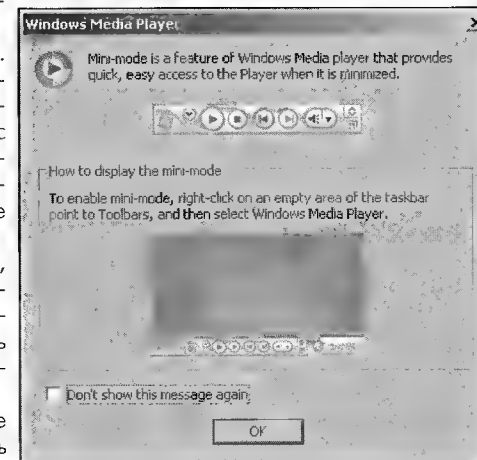 Windows Media Player
Mini-mode is a feature of Windows Media player that provides
quick, easy access to the Player when it is minimized.
How to display the mini-mode
To enable mini-mode, right-click on an empty area of the taskbar
point to Toolbars, and then select Windows Media Player.
Don't show this message again
OK